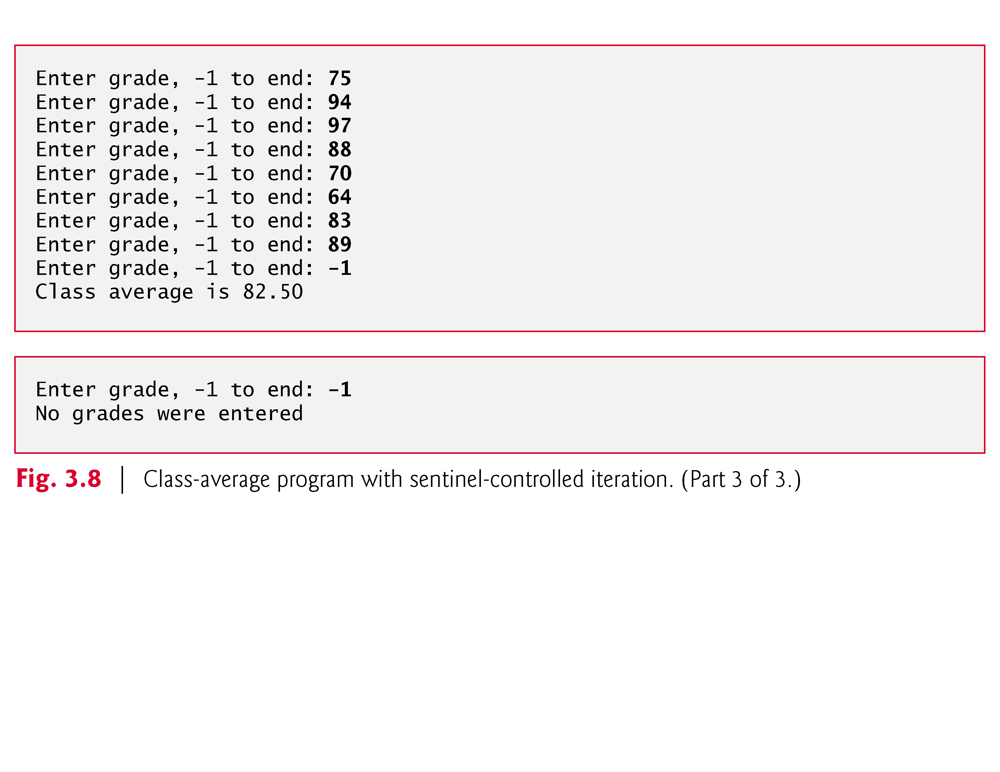 Enter grade, -1 to end: 75
Enter grade, -1 to end: 94
Enter grade, -1 to end: 97
Enter grade, -1 to end: 88
Enter grade, -1 to end: 70
Enter grade, -1 to end: 64
Enter grade, -1 to end: 83
Enter grade, -1 to end: 89
Enter grade, -1 to end: -1
Class average is 82.50
Enter grade, -1 to end: -1
No grades were entered
Fig. 3.8 | Class-average program with sentinel-controlled iteration. (Part 3 of 3.)